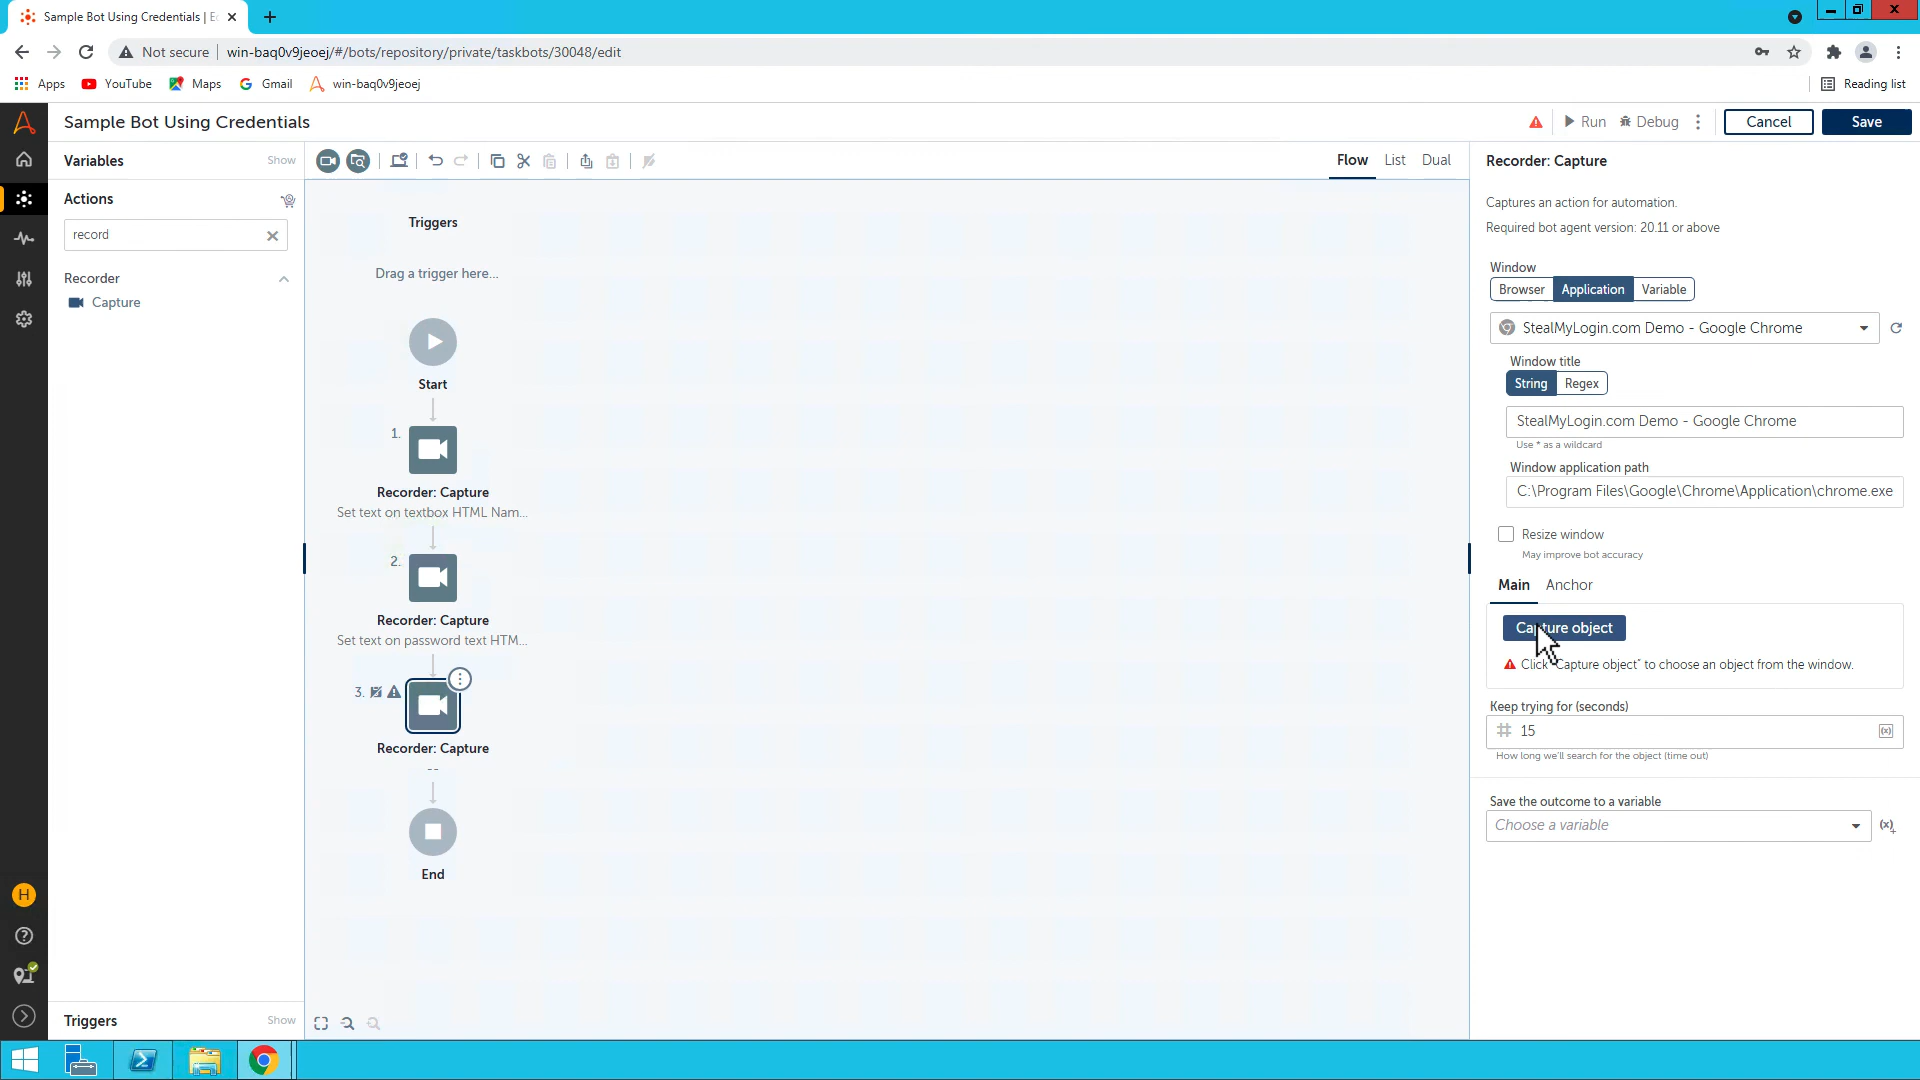 Sample Bot Using Credentials | Ec
Not secure
win-baq0v9jeoej/#/bots/repository/private/taskbots/30048/edit
Apps
YouTube
Maps
Gmail
win-baq0v9jeoej
Reading list
Sample Bot Using Credentials
Run
Debug
Cancel
Save
Variables
Show
Flow
List
Dual
Recorder: Capture
Actions
record
Recorder
Capture
Triggers
Drag a trigger here...
Start
1.
Recorder: Capture
Set text on textbox HTML Nam...
2.
Recorder: Capture
Set text on password text HTM...
3.
Recorder: Capture
--
End
Captures an action for automation.
Required bot agent version: 20.11 or above
Window
Browser
Application
Variable
StealMyLogin.com Demo - Google Chrome
Window title
String
Regex
StealMyLogin.com Demo - Google Chrome
Use * as a wildcard
Window application path
C:\Program Files\Google\Chrome\Application\chrome.exe
Resize window
May improve bot accuracy
Main
Anchor
Capture object
Click "Capture object" to choose an object from the window.
Keep trying for (seconds)
15
How long we'll search for the object (time out)
Save the outcome to a variable
Choose a variable
H
Triggers
Show